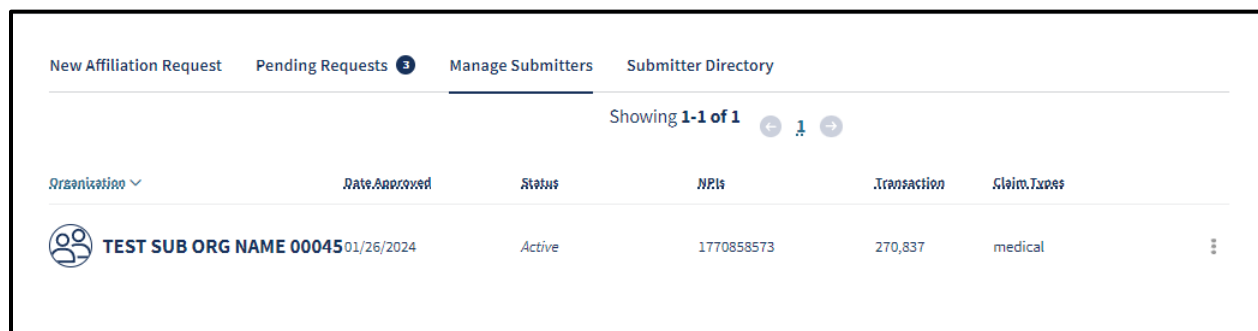 New Affiliation Request Pending Requests 3 Manage Submitters Submitter Directory
Showing 1-1 of 1 1
Organization Date Approved Status NPIs Transaction Claim Types
TEST SUB ORG NAME 00045 01/26/2024 Active 1770858573 270,837 medical